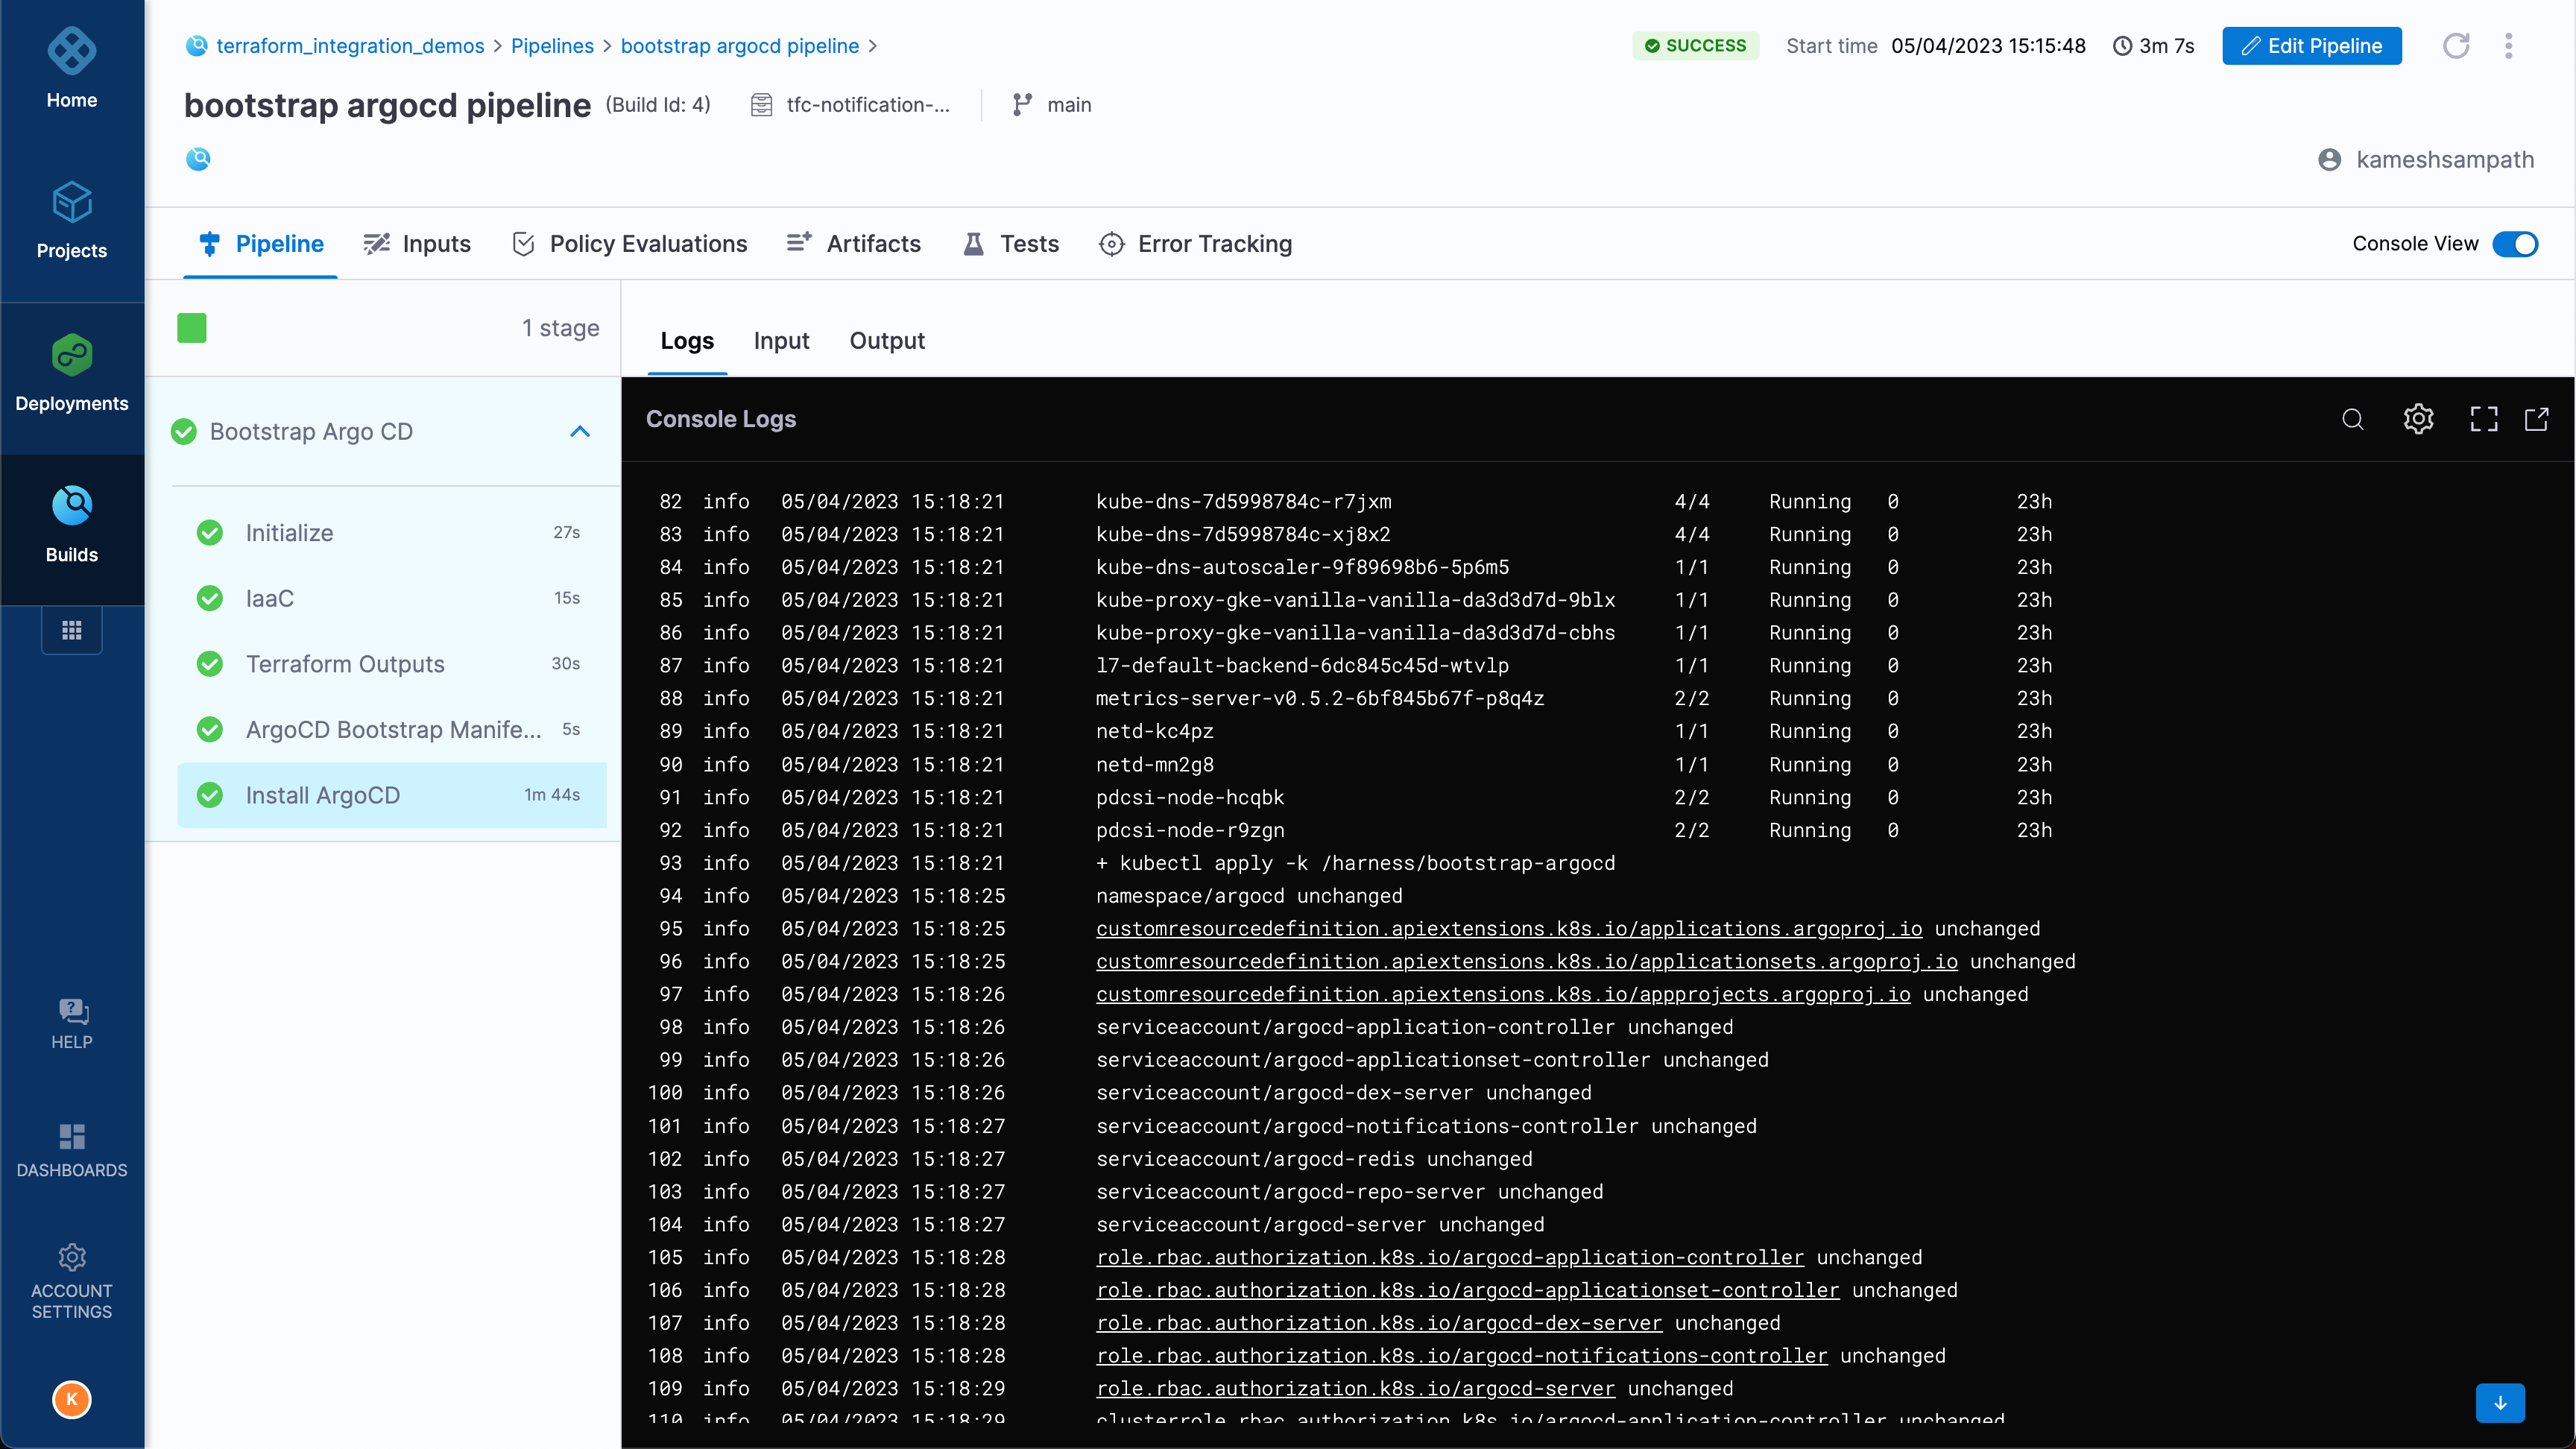 Home
Projects
Deployments
Builds
HELP
DASHBOARDS
ACCOUNT
SETTINGS
K
terraform_integration_demos > Pipelines > bootstrap argocd pipeline >
SUCCESS Start time 05/04/2023 15:15:48 3m 7s Edit Pipeline
bootstrap argocd pipeline (Build Id: 4) tfc-notification-... main
kameshsampath
Pipeline Inputs Policy Evaluations Artifacts Tests Error Tracking Console View
1 stage
Bootstrap Argo CD
Initialize 27s
IaaC 15s
Terraform Outputs 30s
ArgoCD Bootstrap Manife... 5s
Install ArgoCD 1m 44s
Logs Input Output
Console Logs
82 info 05/04/2023 15:18:21 kube-dns-7d5998784c-r7jxm 4/4 Running 0 23h
83 info 05/04/2023 15:18:21 kube-dns-7d5998784c-xj8x2 4/4 Running 0 23h
84 info 05/04/2023 15:18:21 kube-dns-autoscaler-9f89698b6-5p6m5 1/1 Running 0 23h
85 info 05/04/2023 15:18:21 kube-proxy-gke-vanilla-vanilla-da3d3d7d-9blx 1/1 Running 0 23h
86 info 05/04/2023 15:18:21 kube-proxy-gke-vanilla-vanilla-da3d3d7d-cbhs 1/1 Running 0 23h
87 info 05/04/2023 15:18:21 l7-default-backend-6dc845c45d-wtvlp 1/1 Running 0 23h
88 info 05/04/2023 15:18:21 metrics-server-v0.5.2-6bf845b67f-p8q4z 2/2 Running 0 23h
89 info 05/04/2023 15:18:21 netd-kc4pz 1/1 Running 0 23h
90 info 05/04/2023 15:18:21 netd-mn2g8 1/1 Running 0 23h
91 info 05/04/2023 15:18:21 pdcsi-node-hcqbk 2/2 Running 0 23h
92 info 05/04/2023 15:18:21 pdcsi-node-r9zgn 2/2 Running 0 23h
93 info 05/04/2023 15:18:21 + kubectl apply -k /harness/bootstrap-argocd
94 info 05/04/2023 15:18:25 namespace/argocd unchanged
95 info 05/04/2023 15:18:25 customresourcedefinition.apiextensions.k8s.io/applications.argoproj.io unchanged
96 info 05/04/2023 15:18:25 customresourcedefinition.apiextensions.k8s.io/applicationsets.argoproj.io unchanged
97 info 05/04/2023 15:18:26 customresourcedefinition.apiextensions.k8s.io/appprojects.argoproj.io unchanged
98 info 05/04/2023 15:18:26 serviceaccount/argocd-application-controller unchanged
99 info 05/04/2023 15:18:26 serviceaccount/argocd-applicationset-controller unchanged
100 info 05/04/2023 15:18:26 serviceaccount/argocd-dex-server unchanged
101 info 05/04/2023 15:18:27 serviceaccount/argocd-notifications-controller unchanged
102 info 05/04/2023 15:18:27 serviceaccount/argocd-redis unchanged
103 info 05/04/2023 15:18:27 serviceaccount/argocd-repo-server unchanged
104 info 05/04/2023 15:18:27 serviceaccount/argocd-server unchanged
105 info 05/04/2023 15:18:28 role.rbac.authorization.k8s.io/argocd-application-controller unchanged
106 info 05/04/2023 15:18:28 role.rbac.authorization.k8s.io/argocd-applicationset-controller unchanged
107 info 05/04/2023 15:18:28 role.rbac.authorization.k8s.io/argocd-dex-server unchanged
108 info 05/04/2023 15:18:28 role.rbac.authorization.k8s.io/argocd-notifications-controller unchanged
109 info 05/04/2023 15:18:29 role.rbac.authorization.k8s.io/argocd-server unchanged
110 info 05/04/2023 15:18:29 clusterrole.rbac.authorization.k8s.io/argocd-application-controller unchanged